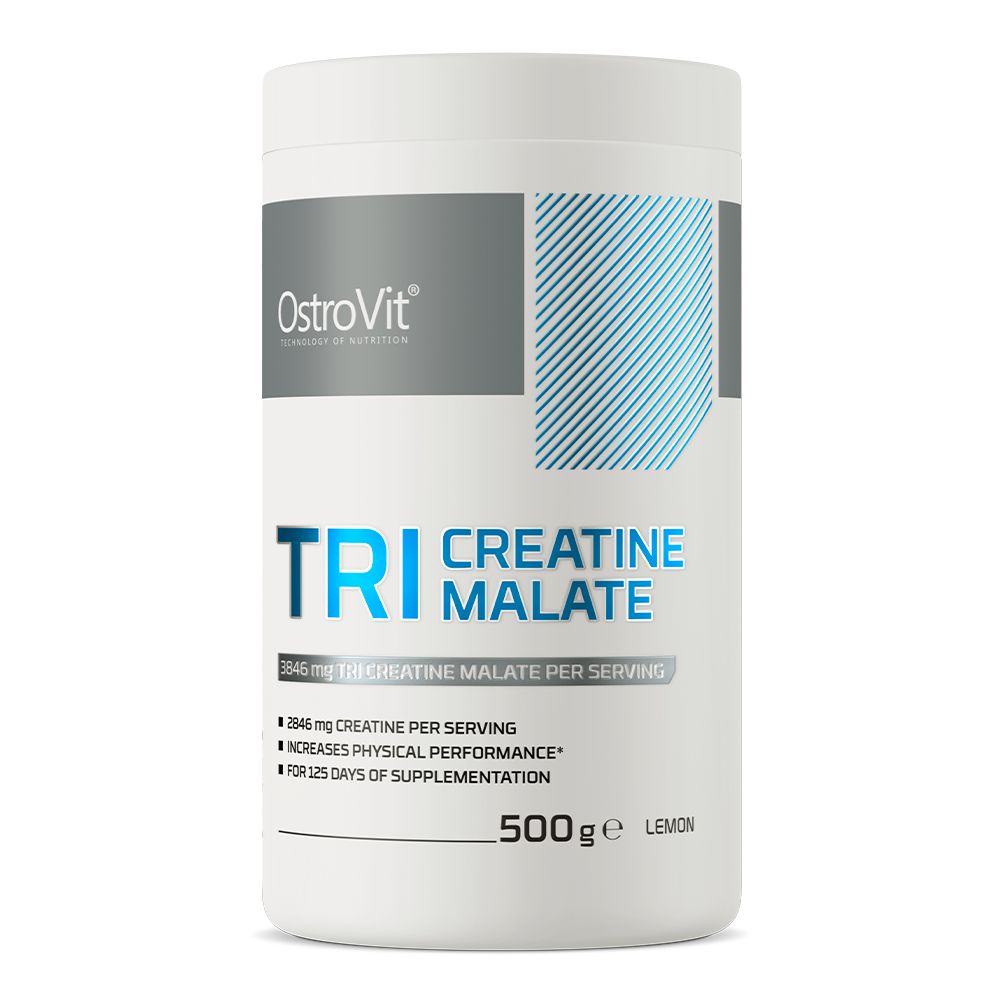 OstroVit®
TECHNOLOGY OF NUTRITION
TRI CREATINE
MALATE
3846 mg TRI CREATINE MALATE PER SERVING
2846 mg CREATINE PER SERVING
INCREASES PHYSICAL PERFORMANCE*
FOR 125 DAYS OF SUPPLEMENTATION
500 g ℮ LEMON